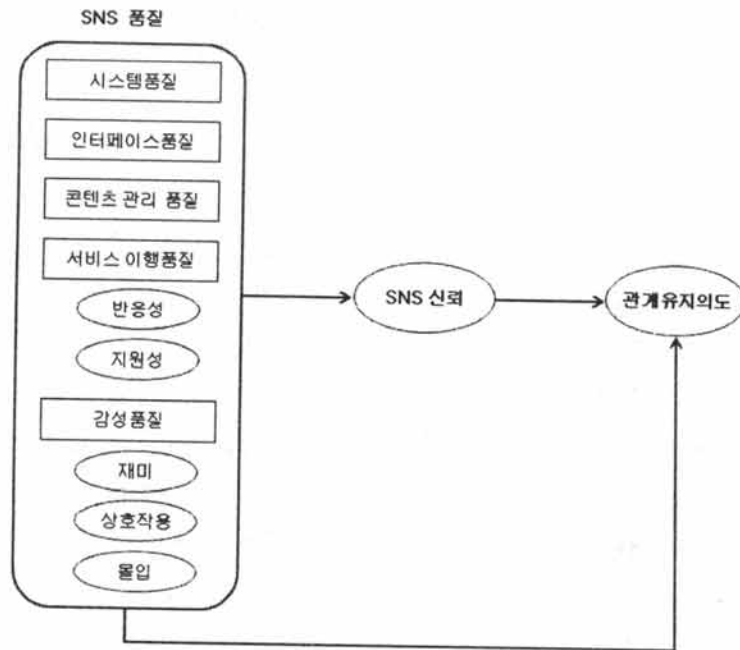 SNS 품질
시스템품질
인터페이스품질
콘텐츠 관리 품질
서비스 이행품질
반응성
지원성
감성품질
재미
상호작용
몰입
SNS 신뢰
관계유지의도